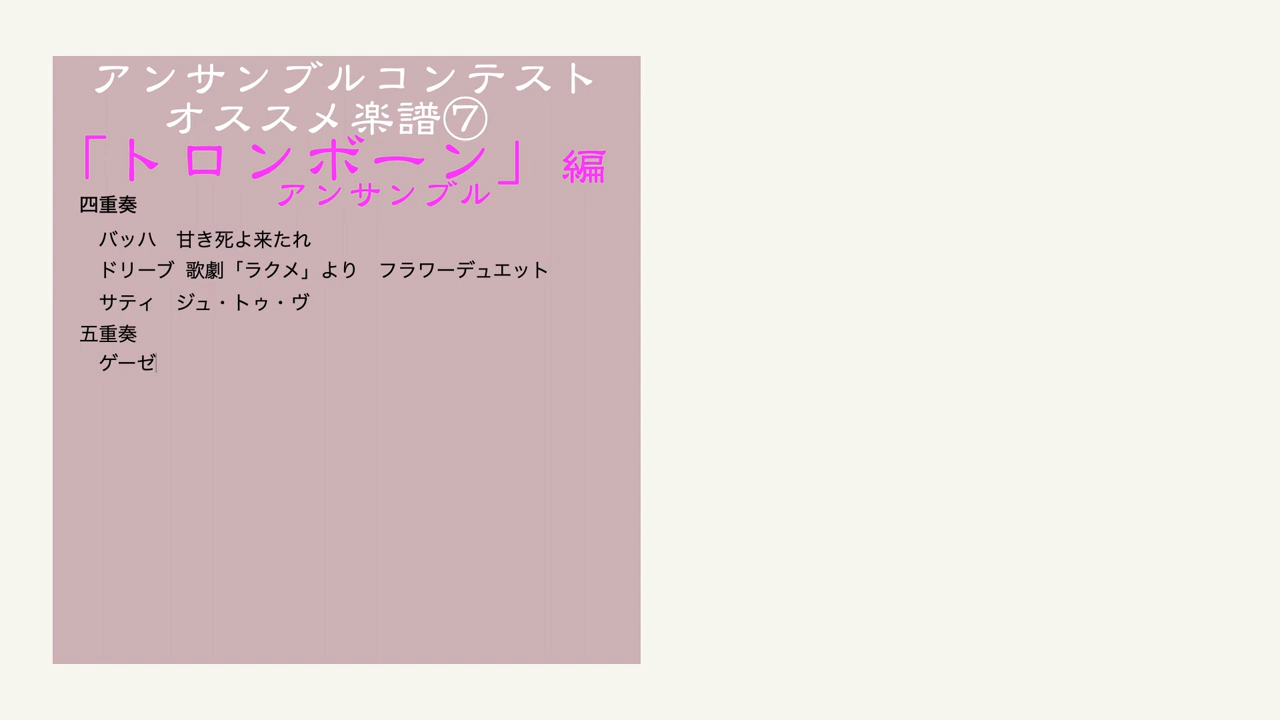 アンサンブルコンテスト
オススメ楽譜⑦
「トロンボーン」編
アンサンブル
四重奏
バッハ　甘き死よ来たれ
ドリーブ 歌劇「ラクメ」より　フラワーデュエット
サティ　ジュ・トゥ・ヴ
五重奏
ゲーゼ